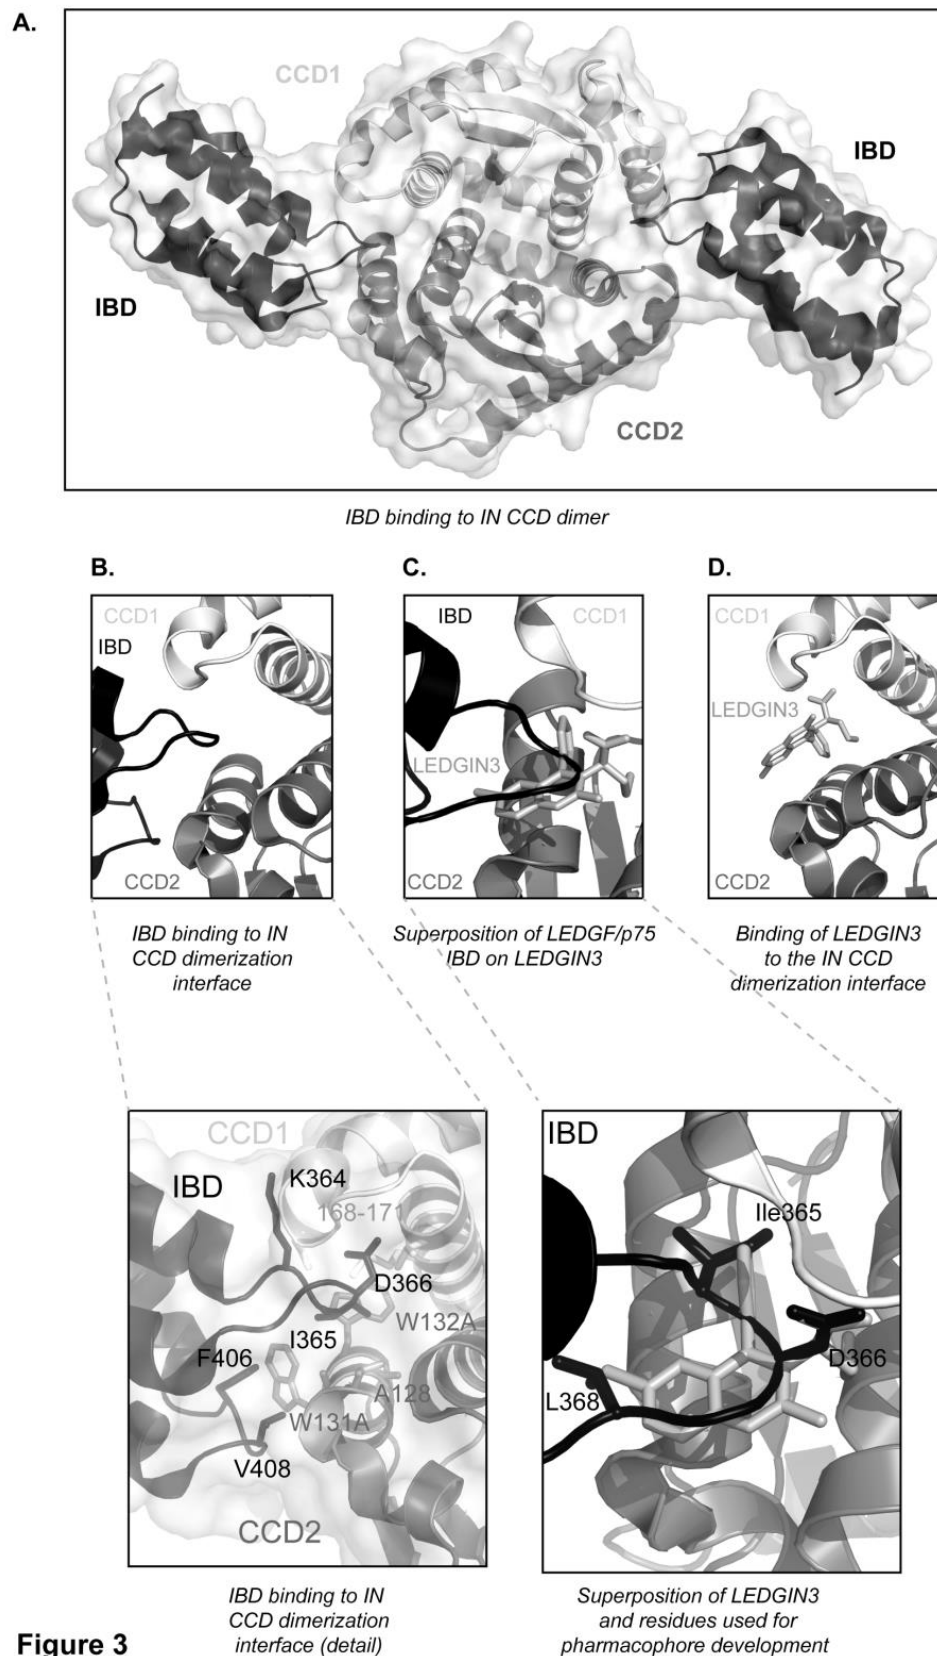 A.
CCD1
IBD
IBD
CCD2
IBD binding to IN CCD dimer
B.
C.
D.
CCD1
IBD
CCD2
IBD
CCD1
LEDGIN3
CCD2
CCD1
LEDGIN3
CCD2
IBD binding to IN
CCD dimerization
interface
Superposition of LEDGF/p75
IBD on LEDGIN3
Binding of LEDGIN3
to the IN CCD
dimerization interface
CCD1
IBD
K364
168-171
D366
W132A
I365
F406
A128
W131A
V408
CCD2
IBD
Ile365
D366
L368
IBD binding to IN
CCD dimerization
interface (detail)
Superposition of LEDGIN3
and residues used for
pharmacophore development
Figure 3